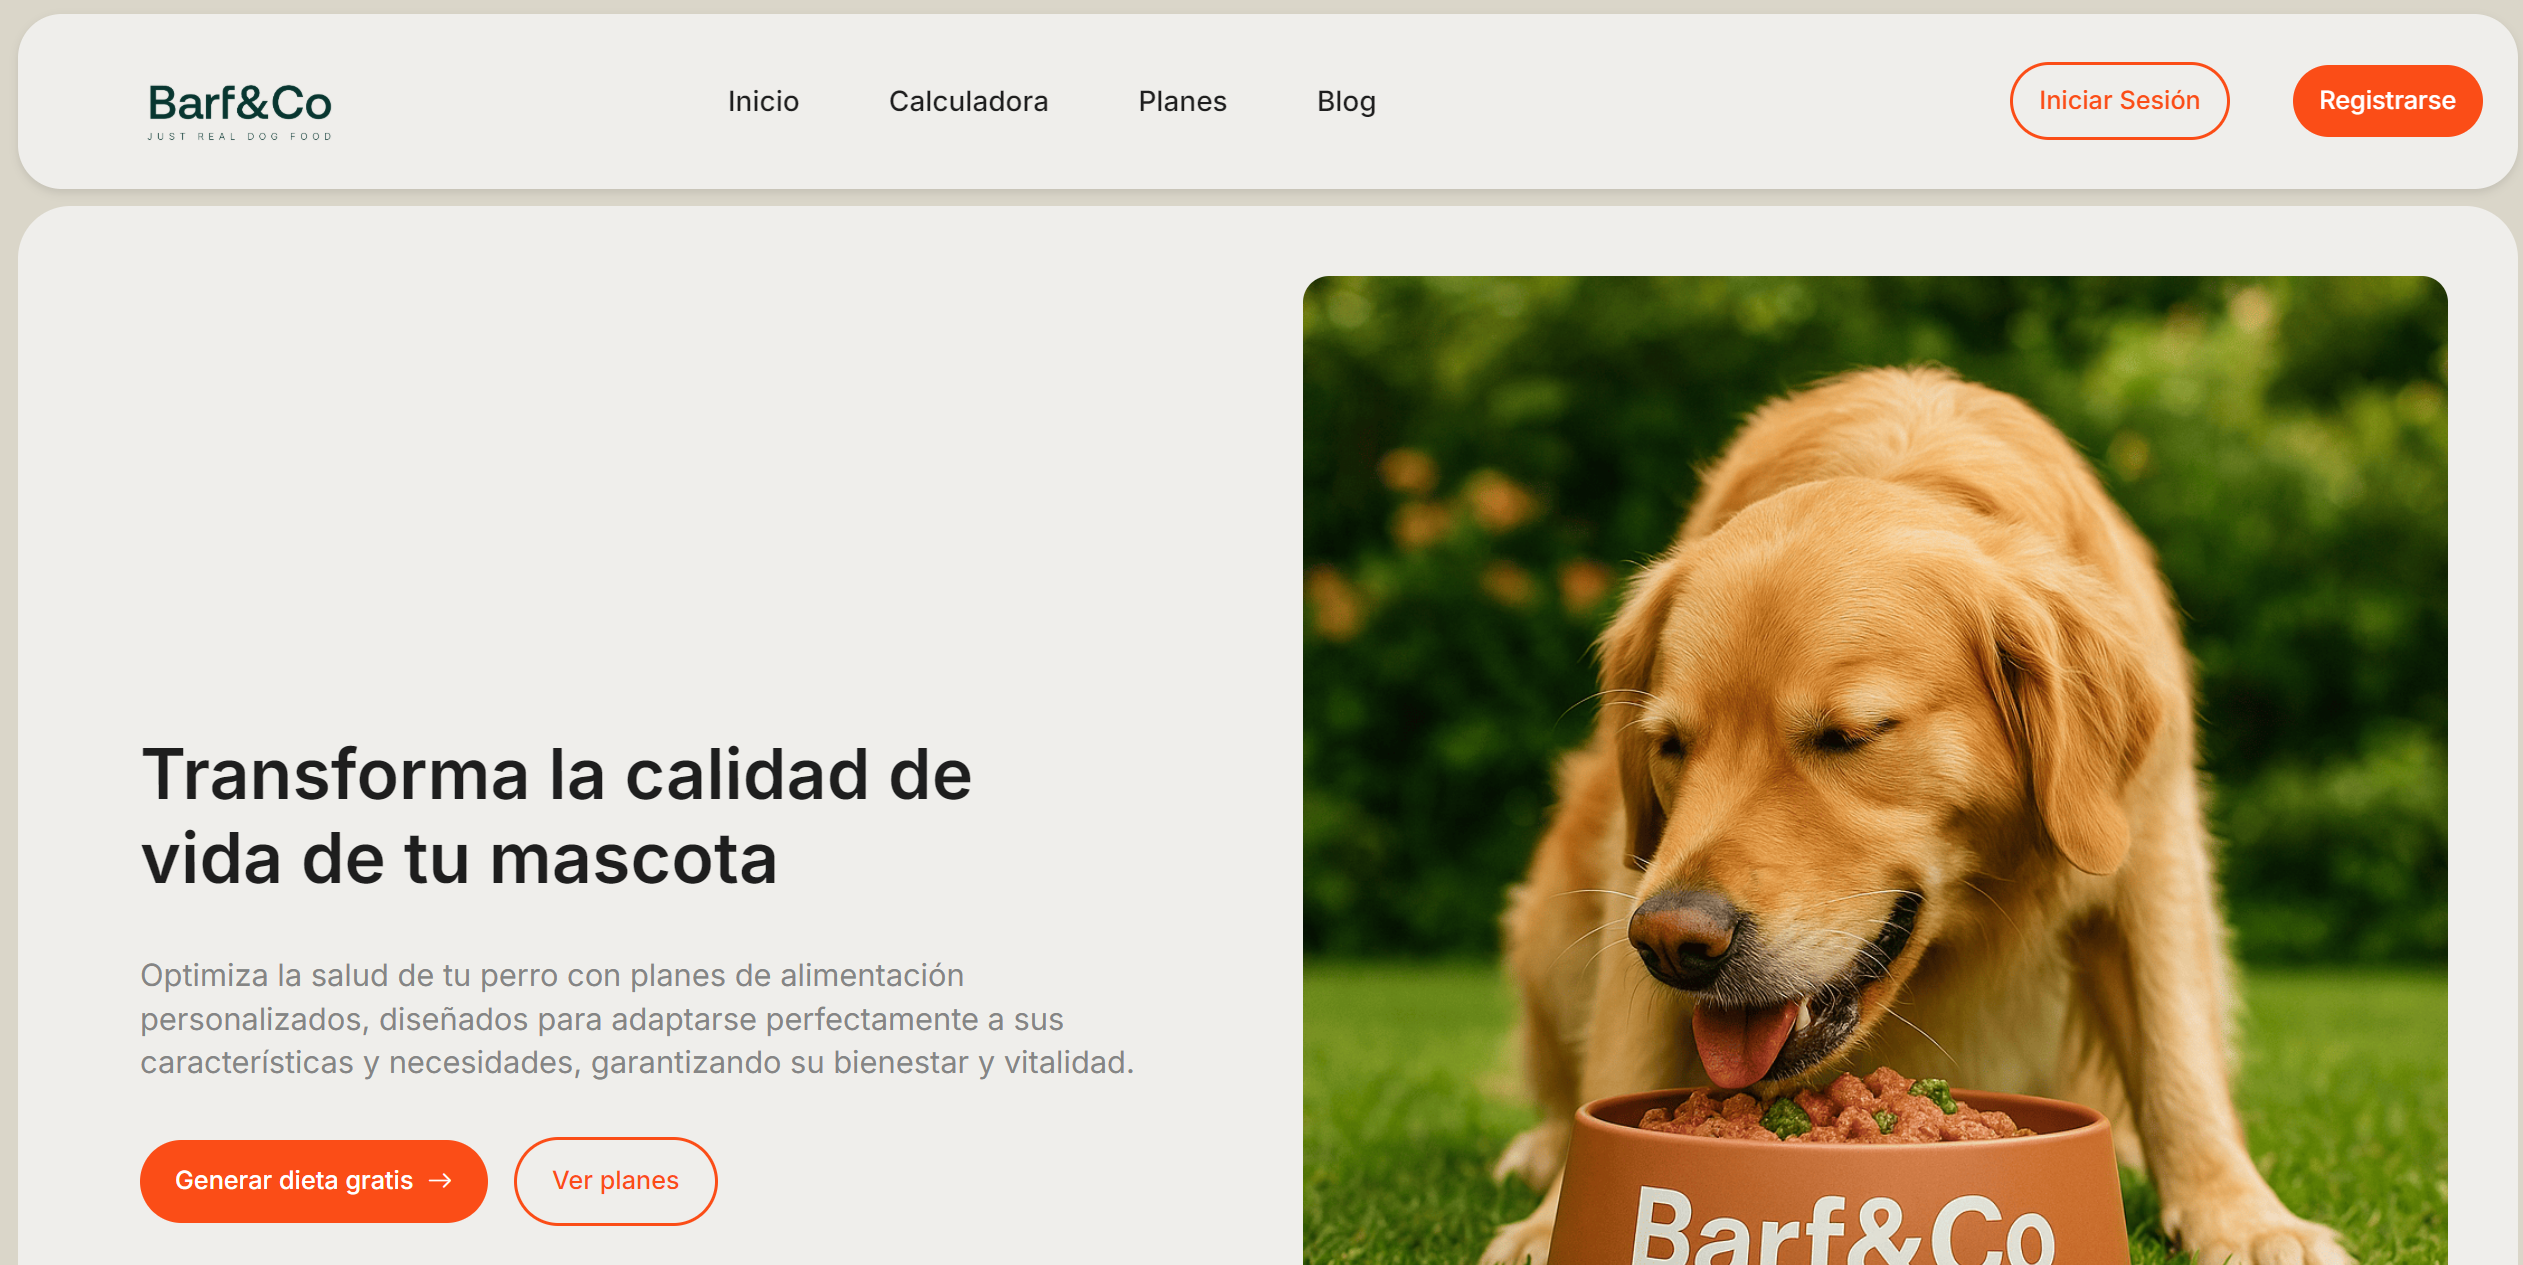 Barf&Co
JUST REAL DOG FOOD
Inicio
Calculadora
Planes
Blog
Iniciar Sesión
Registrarse
Transforma la calidad de
vida de tu mascota
Optimiza la salud de tu perro con planes de alimentación
personalizados, diseñados para adaptarse perfectamente a sus
características y necesidades, garantizando su bienestar y vitalidad.
Generar dieta gratis →
Ver planes
Barf&Co